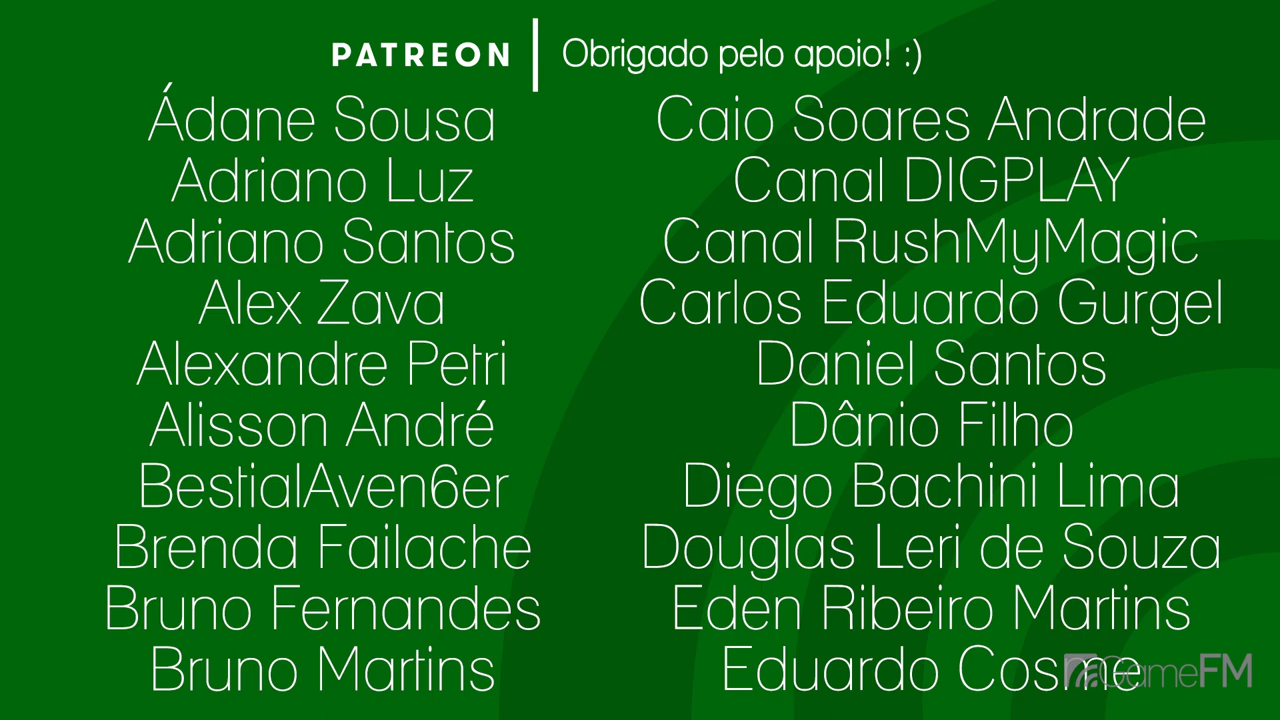 PATREON | Obrigado pelo apoio! :)
Ádane Sousa
Adriano Luz
Adriano Santos
Alex Zava
Alexandre Petri
Alisson André
BestialAven6er
Brenda Failache
Bruno Fernandes
Bruno Martins
Caio Soares Andrade
Canal DIGPLAY
Canal RushMyMagic
Carlos Eduardo Gurgel
Daniel Santos
Dânio Filho
Diego Bachini Lima
Douglas Leri de Souza
Eden Ribeiro Martins
Eduardo Cosme
GameFM